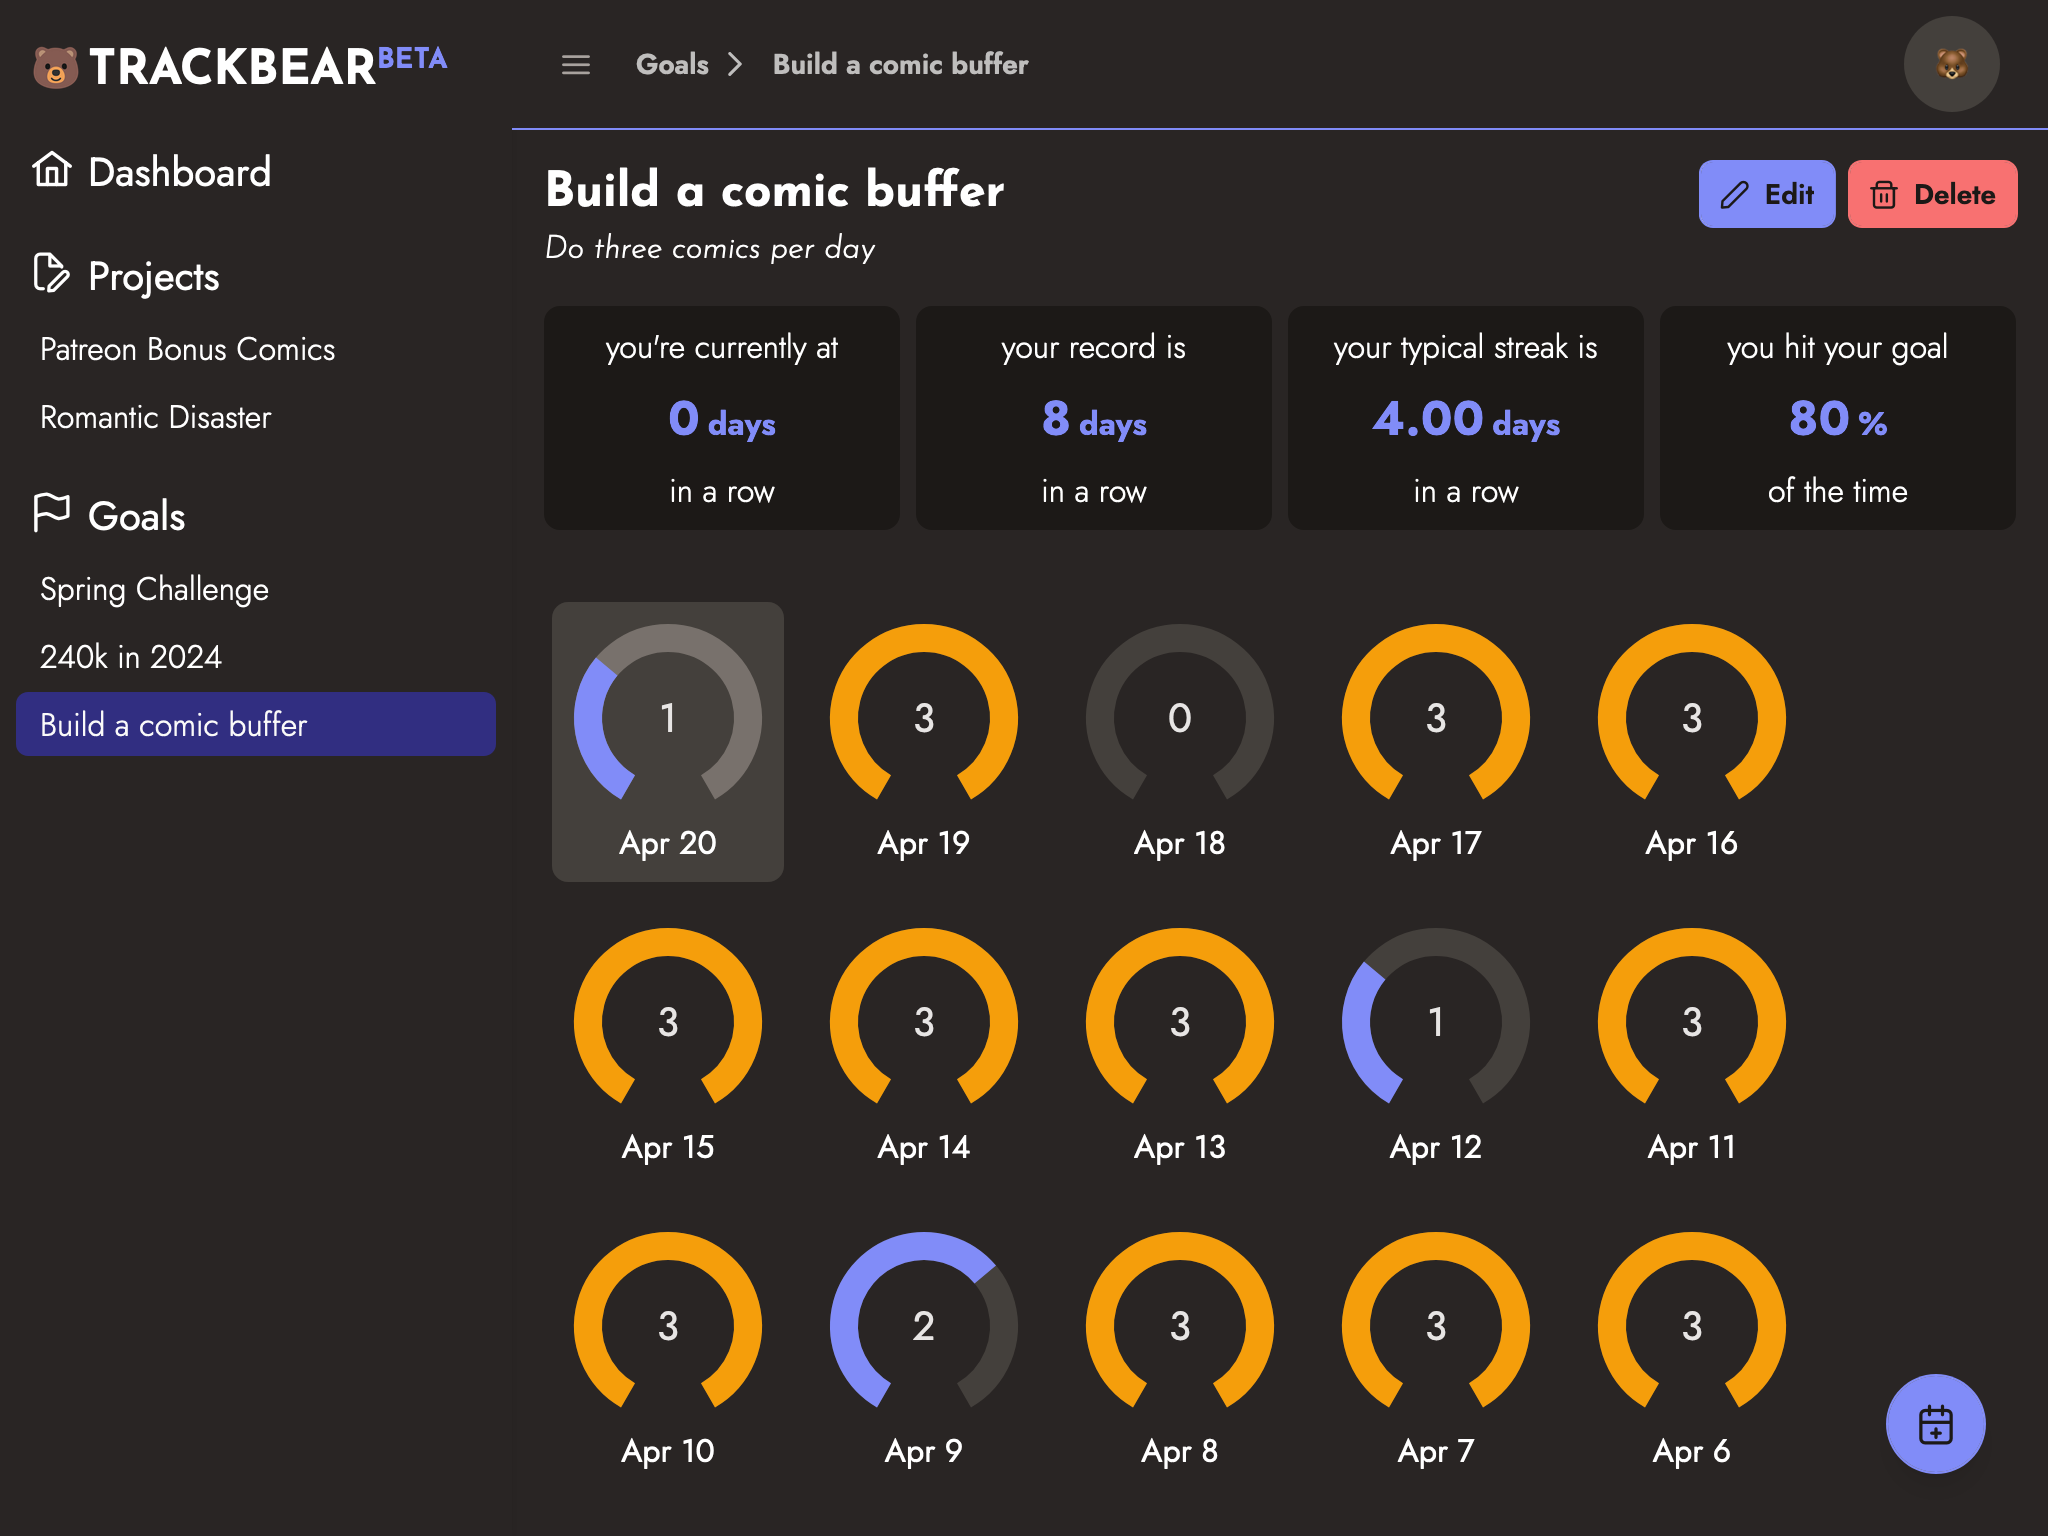 TRACKBEAR BETA
Dashboard
Projects
Patreon Bonus Comics
Romantic Disaster
Goals
Spring Challenge
240k in 2024
Build a comic buffer
Goals > Build a comic buffer
Build a comic buffer
Edit
Delete
Do three comics per day
you're currently at
0 days
in a row
your record is
8 days
in a row
your typical streak is
4.00 days
in a row
you hit your goal
80 %
of the time
1
Apr 20
3
Apr 19
0
Apr 18
3
Apr 17
3
Apr 16
3
Apr 15
3
Apr 14
3
Apr 13
1
Apr 12
3
Apr 11
3
Apr 10
2
Apr 9
3
Apr 8
3
Apr 7
3
Apr 6